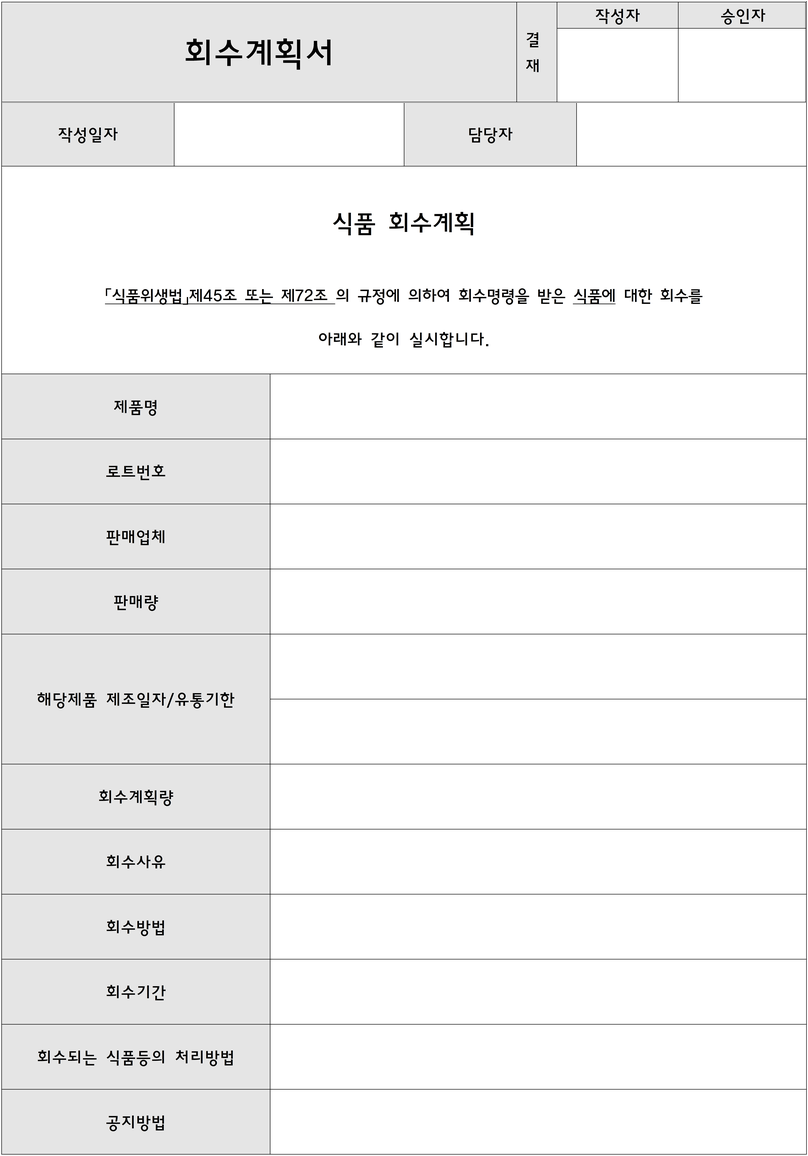 회수계획서
결
재
작성자
승인자
작성일자
담당자
식품 회수계획
「식품위생법」제45조 또는 제72조 의 규정에 의하여 회수명령을 받은 식품에 대한 회수를
아래와 같이 실시합니다.
제품명
로트번호
판매업체
판매량
해당제품 제조일자/유통기한
회수계획량
회수사유
회수방법
회수기간
회수되는 식품등의 처리방법
공지방법